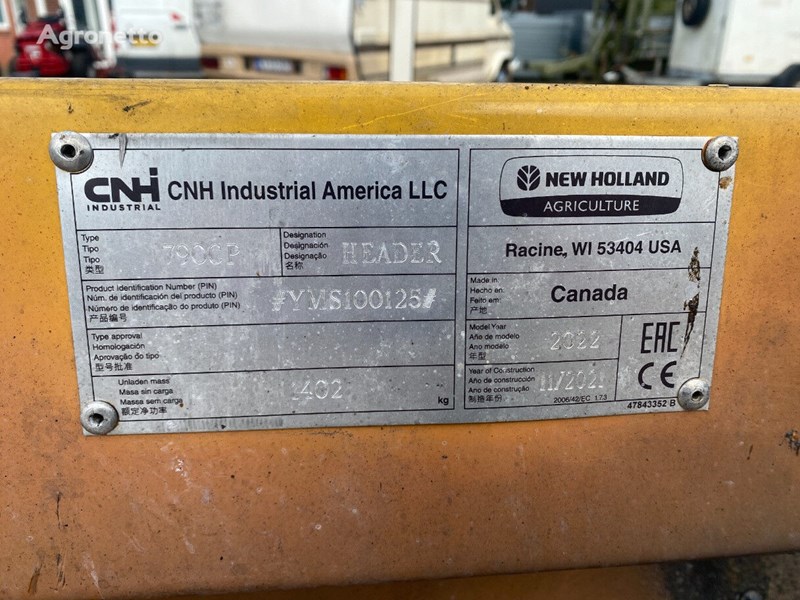 Agronetto
CNH
INDUSTRIAL
CNH Industrial America LLC
Type
Tipo
Tipo
类型
790CP
Designation
Designación
Designação
名称
HEADER
Product identification Number (PIN)
Núm. de identificación del producto (PIN)
Número de identificação do produto (PIN)
产品编号
#YMS100125#
Type approval
Homologación
Aprovação do tipo
型号批准
Unladen mass
Masa sin carga
Massa sem carga
额定净功率
402
kg
NEW HOLLAND
AGRICULTURE
Racine, WI 53404 USA
Made in
Hecho en
Feito em
产地
Canada
Model Year
Año de modelo
Ano modelo
年型
2022
Year of Construction
Año de construcción
Ano de construção
制造年份
11/2021
2006/42/EC 1.7.3
EAC
CE
47843352 B